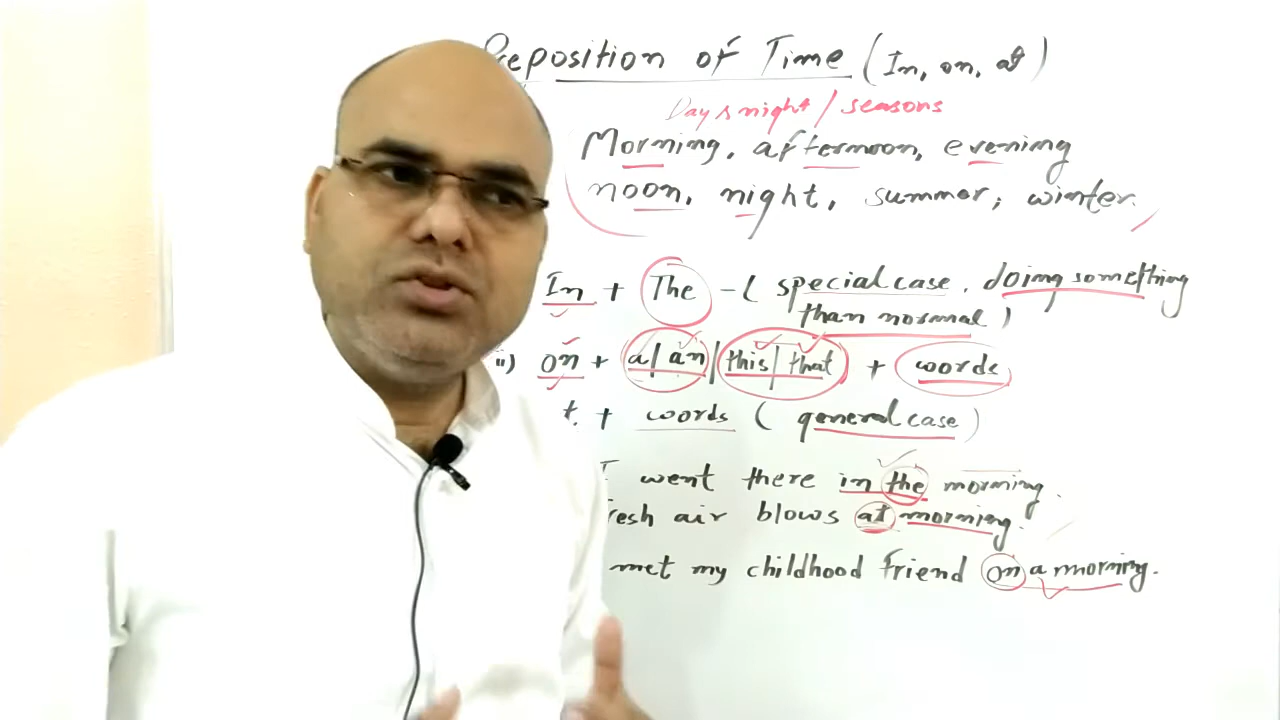 Preposition of Time (In, on, at)
Day & night / seasons
Morning, afternoon, evening
noon, night, summer, winter.
In + The - ( special case, doing something
than normal )
ii) on + a/an/this/that + words
t + words ( general case )
I went there in the morning.
resh air blows at morning.
met my childhood friend on a morning.